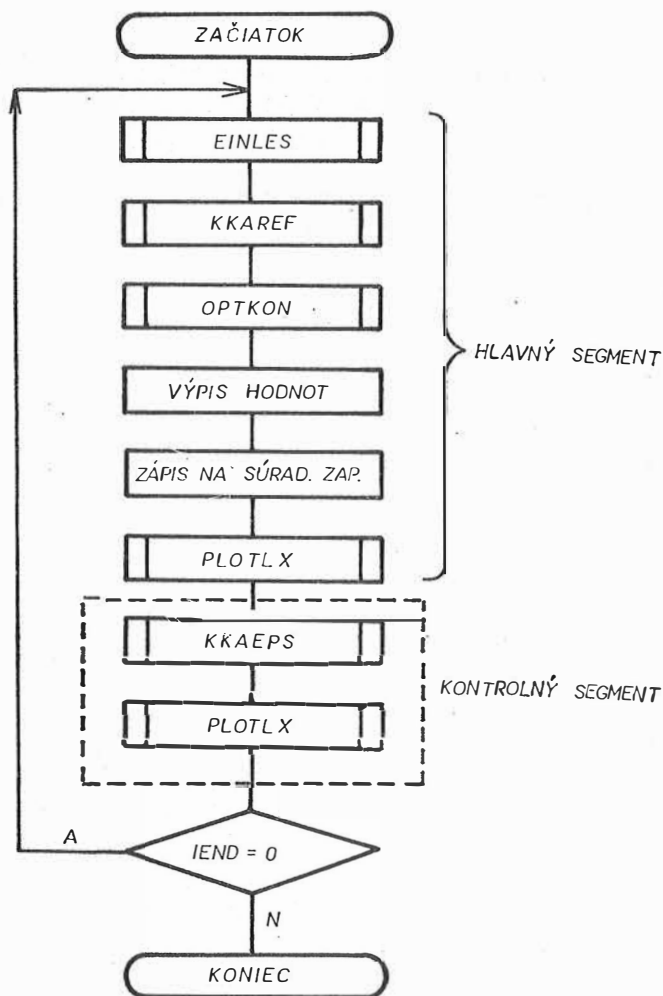 ZAČIATOK
EINLES
KKAREF
OPTKON
HLAVNÝ SEGMENT
VÝPIS HODNOT
ZÁPIS NA SÚRAD. ZAP.
PLOTLX
KKAEPS
KONTROLNÝ SEGMENT
PLOTLX
A
IEND = 0
N
KONIEC